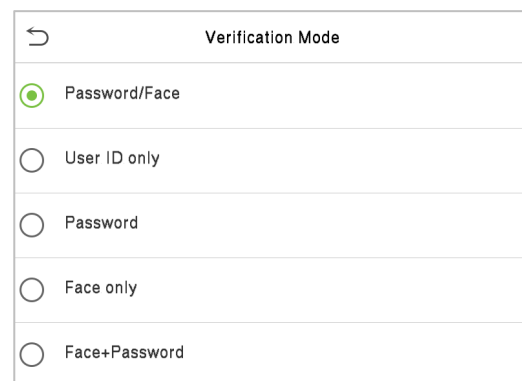 Verification Mode
Password/Face
User ID only
Password
Face only
Face+Password